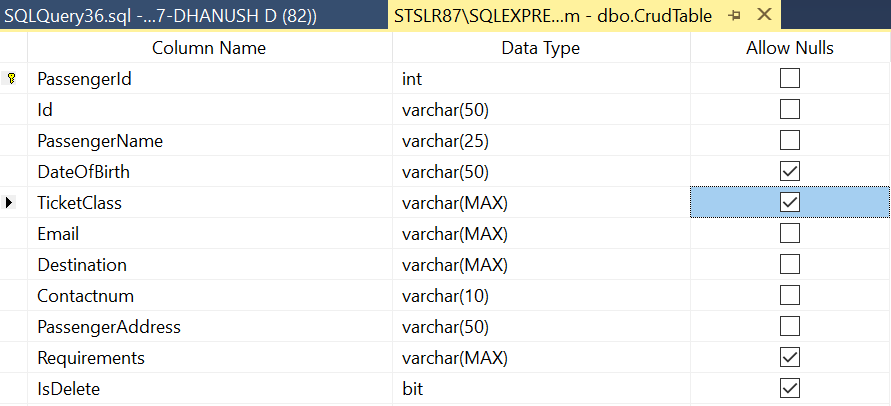 SQLQuery36.sql -...7-DHANUSH D (82)) STSLR87\SQLEXPRE...m - dbo.CrudTable
Column Name Data Type Allow Nulls
PassengerId int
Id varchar(50)
PassengerName varchar(25)
DateOfBirth varchar(50)
TicketClass varchar(MAX)
Email varchar(MAX)
Destination varchar(MAX)
Contactnum varchar(10)
PassengerAddress varchar(50)
Requirements varchar(MAX)
IsDelete bit